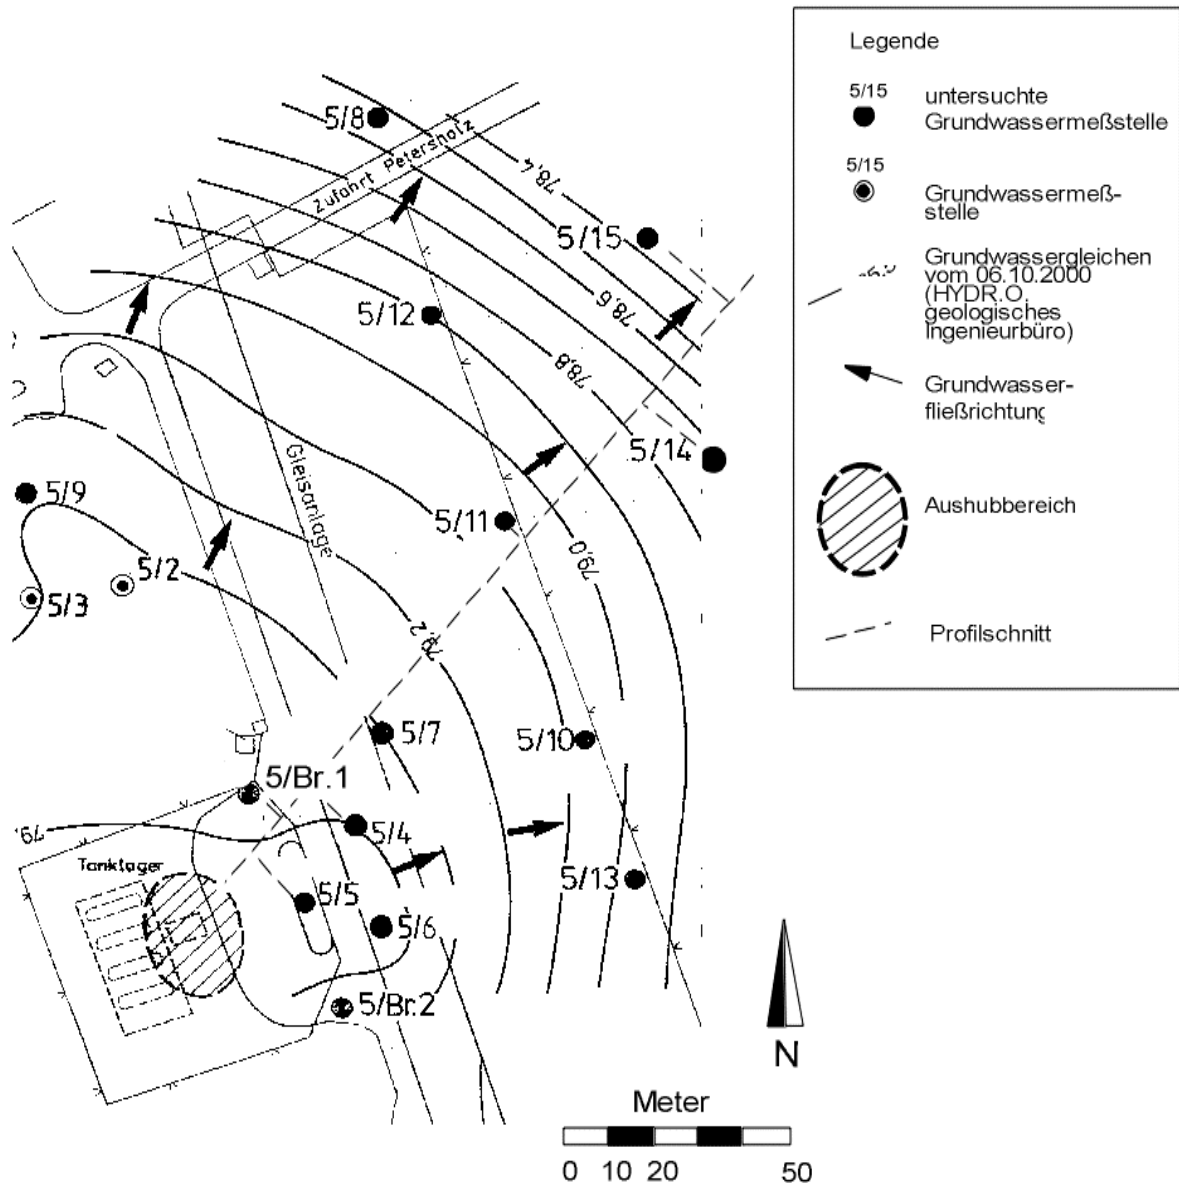 Legende
5/15
untersuchte
Grundwassermeßstelle
5/15
Grundwassermeß-
stelle
Grundwassergleichen
vom 06.10.2000
(HYDR.O.
geologisches
Ingenieurbüro)
Grundwasser-
fließrichtung
Aushubbereich
Profilschnitt
5/8
Zufahrt Petersholz
78,4
5/15
78,6
5/12
78,8
5/14
Gleisanlage
5/9
5/11
79,0
5/2
5/3
79,2
5/7
5/10
5/Br.1
5/4
79,
Tanklager
5/5
5/13
5/6
5/Br.2
N
Meter
0 10 20 50